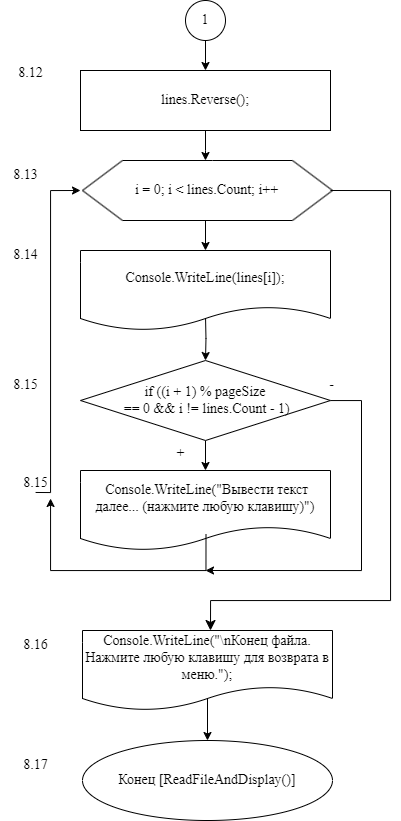 1
8.12
lines.Reverse();
8.13
i = 0; i < lines.Count; i++
8.14
Console.WriteLine(lines[i]);
8.15
if ((i + 1) % pageSize
== 0 && i != lines.Count - 1)
-
+
8.15
Console.WriteLine("Вывести текст
далее... (нажмите любую клавишу)")
8.16
Console.WriteLine("\nКонец файла.
Нажмите любую клавишу для возврата в
меню.");
8.17
Конец [ReadFileAndDisplay()]